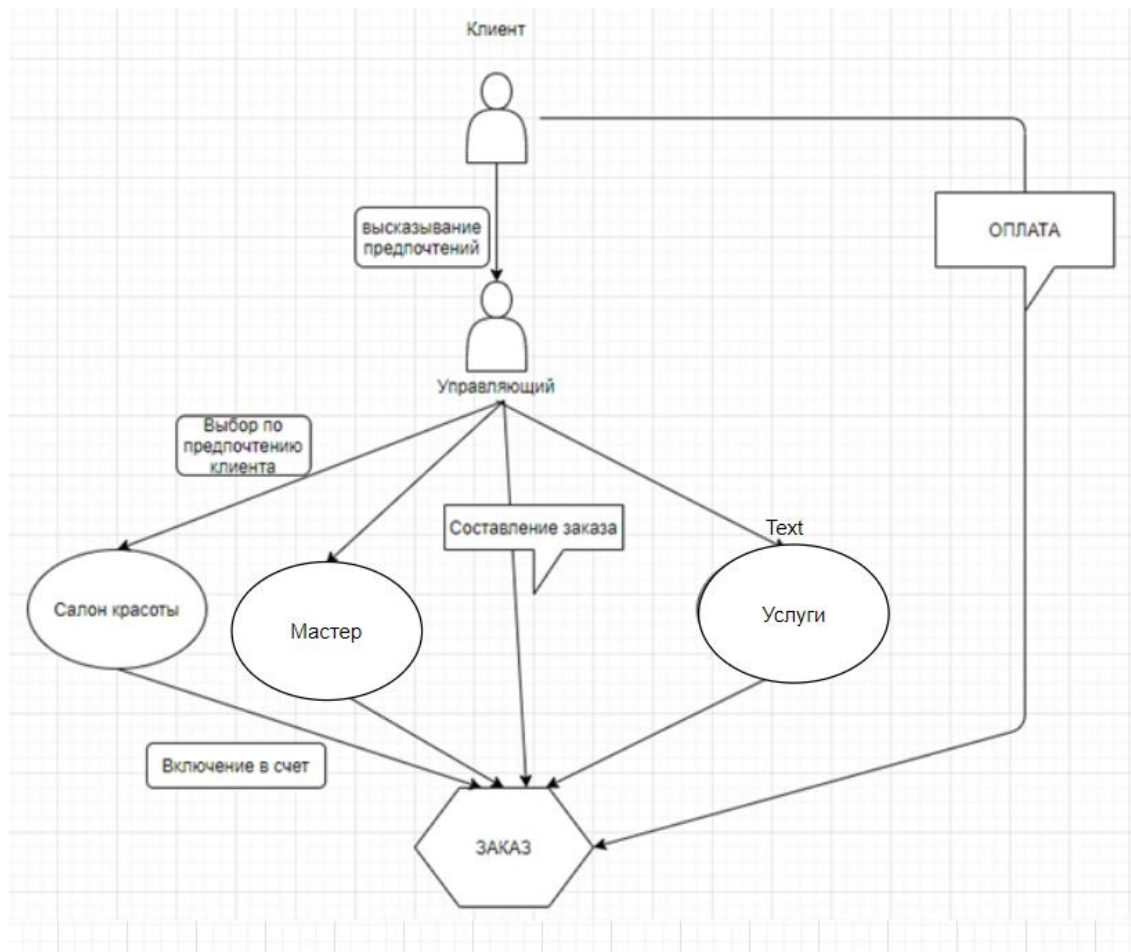 Клиент
высказывание
предпочтений
ОПЛАТА
Управляющий
Выбор по
предпочтению
клиента
Составление заказа
Text
Салон красоты
Мастер
Услуги
Включение в счет
ЗАКАЗ